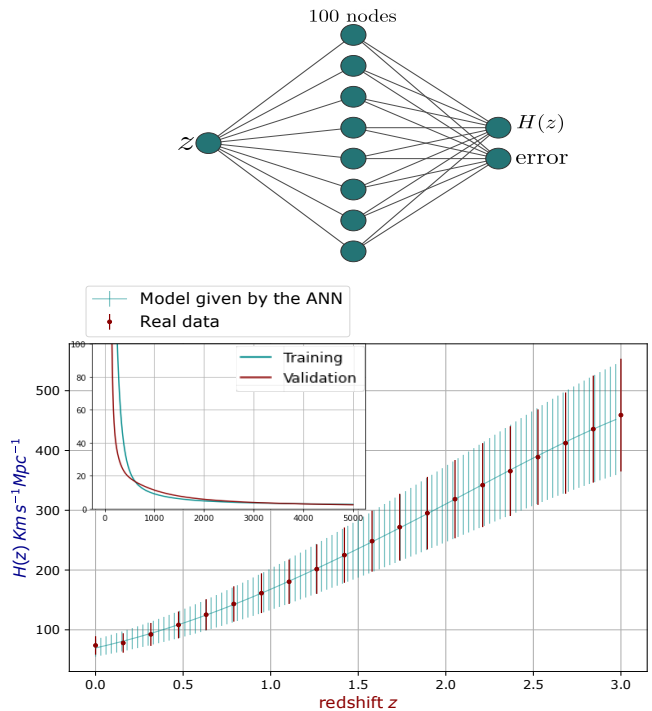 100 nodes
z
H(z)
error
Model given by the ANN
Real data
Training
Validation
100
80
60
40
20
0
0 1000 2000 3000 4000 5000
500
400
300
200
100
H(z) Km s⁻¹Mpc⁻¹
0.0 0.5 1.0 1.5 2.0 2.5 3.0
redshift z